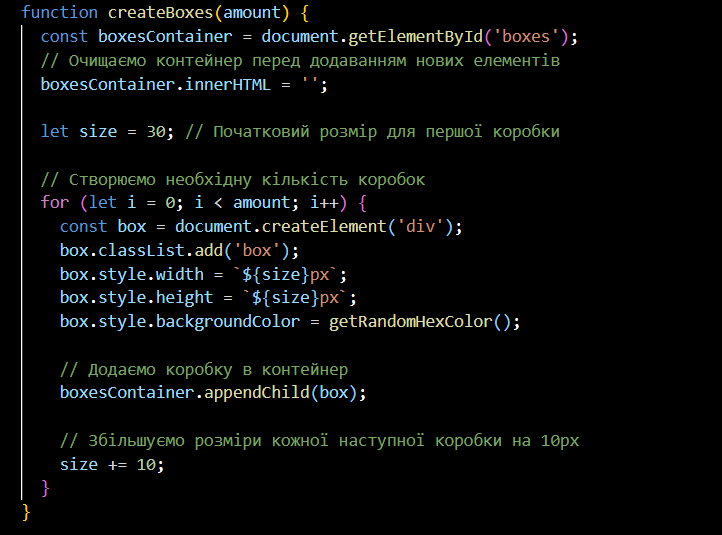 function createBoxes(amount) {
  const boxesContainer = document.getElementById('boxes');
  // Очищаємо контейнер перед додаванням нових елементів
  boxesContainer.innerHTML = '';

  let size = 30; // Початковий розмір для першої коробки

  // Створюємо необхідну кількість коробок
  for (let i = 0; i < amount; i++) {
    const box = document.createElement('div');
    box.classList.add('box');
    box.style.width = `${size}px`;
    box.style.height = `${size}px`;
    box.style.backgroundColor = getRandomHexColor();

    // Додаємо коробку в контейнер
    boxesContainer.appendChild(box);

    // Збільшуємо розміри кожної наступної коробки на 10px
    size += 10;
  }
}